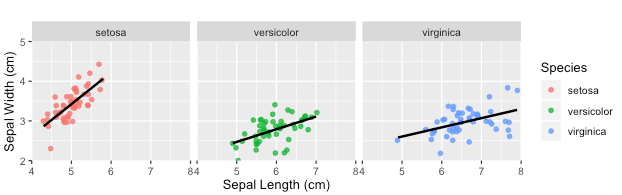 setosa versicolor virginica
5
4
3
2
Sepal Width (cm)
4 5 6 7 84 5 6 7 84 5 6 7 8
Sepal Length (cm)
Species
setosa
versicolor
virginica